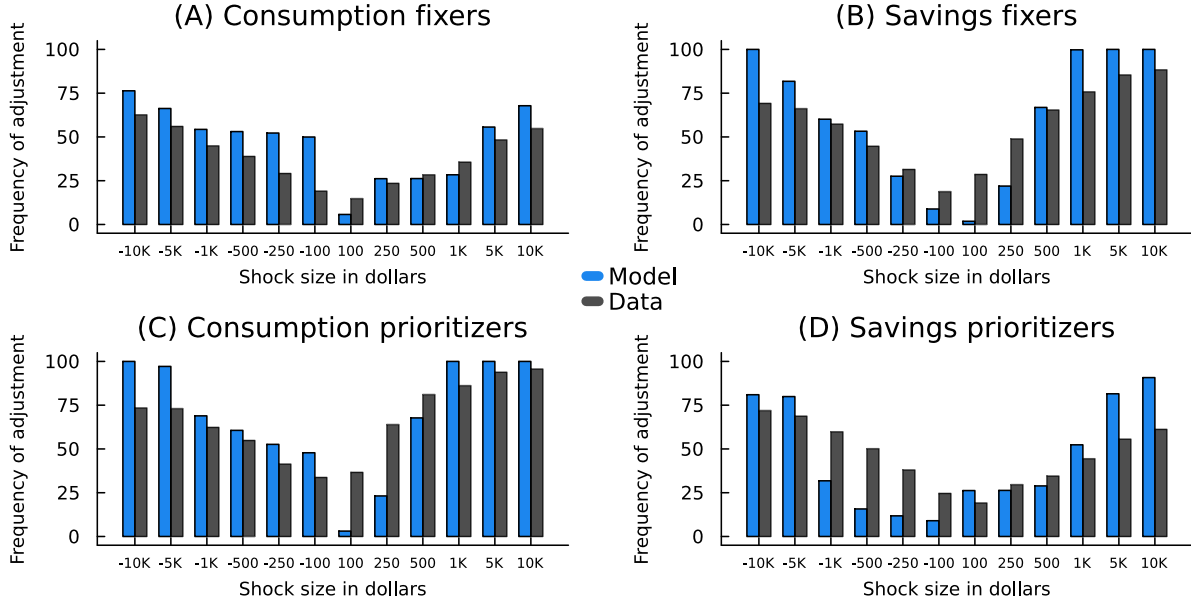 (A) Consumption fixers
Frequency of adjustment
100
75
50
25
0
-10K -5K -1K -500 -250 -100 100 250 500 1K 5K 10K
Shock size in dollars
(B) Savings fixers
Frequency of adjustment
100
75
50
25
0
-10K -5K -1K -500 -250 -100 100 250 500 1K 5K 10K
Shock size in dollars
Model
Data
(C) Consumption prioritizers
Frequency of adjustment
100
75
50
25
0
-10K -5K -1K -500 -250 -100 100 250 500 1K 5K 10K
Shock size in dollars
(D) Savings prioritizers
Frequency of adjustment
100
75
50
25
0
-10K -5K -1K -500 -250 -100 100 250 500 1K 5K 10K
Shock size in dollars